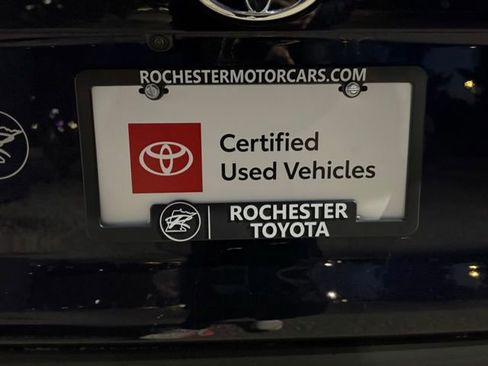 ROCHESTERMOTORCARS.COM
Certified
Used Vehicles
ROCHESTER
TOYOTA